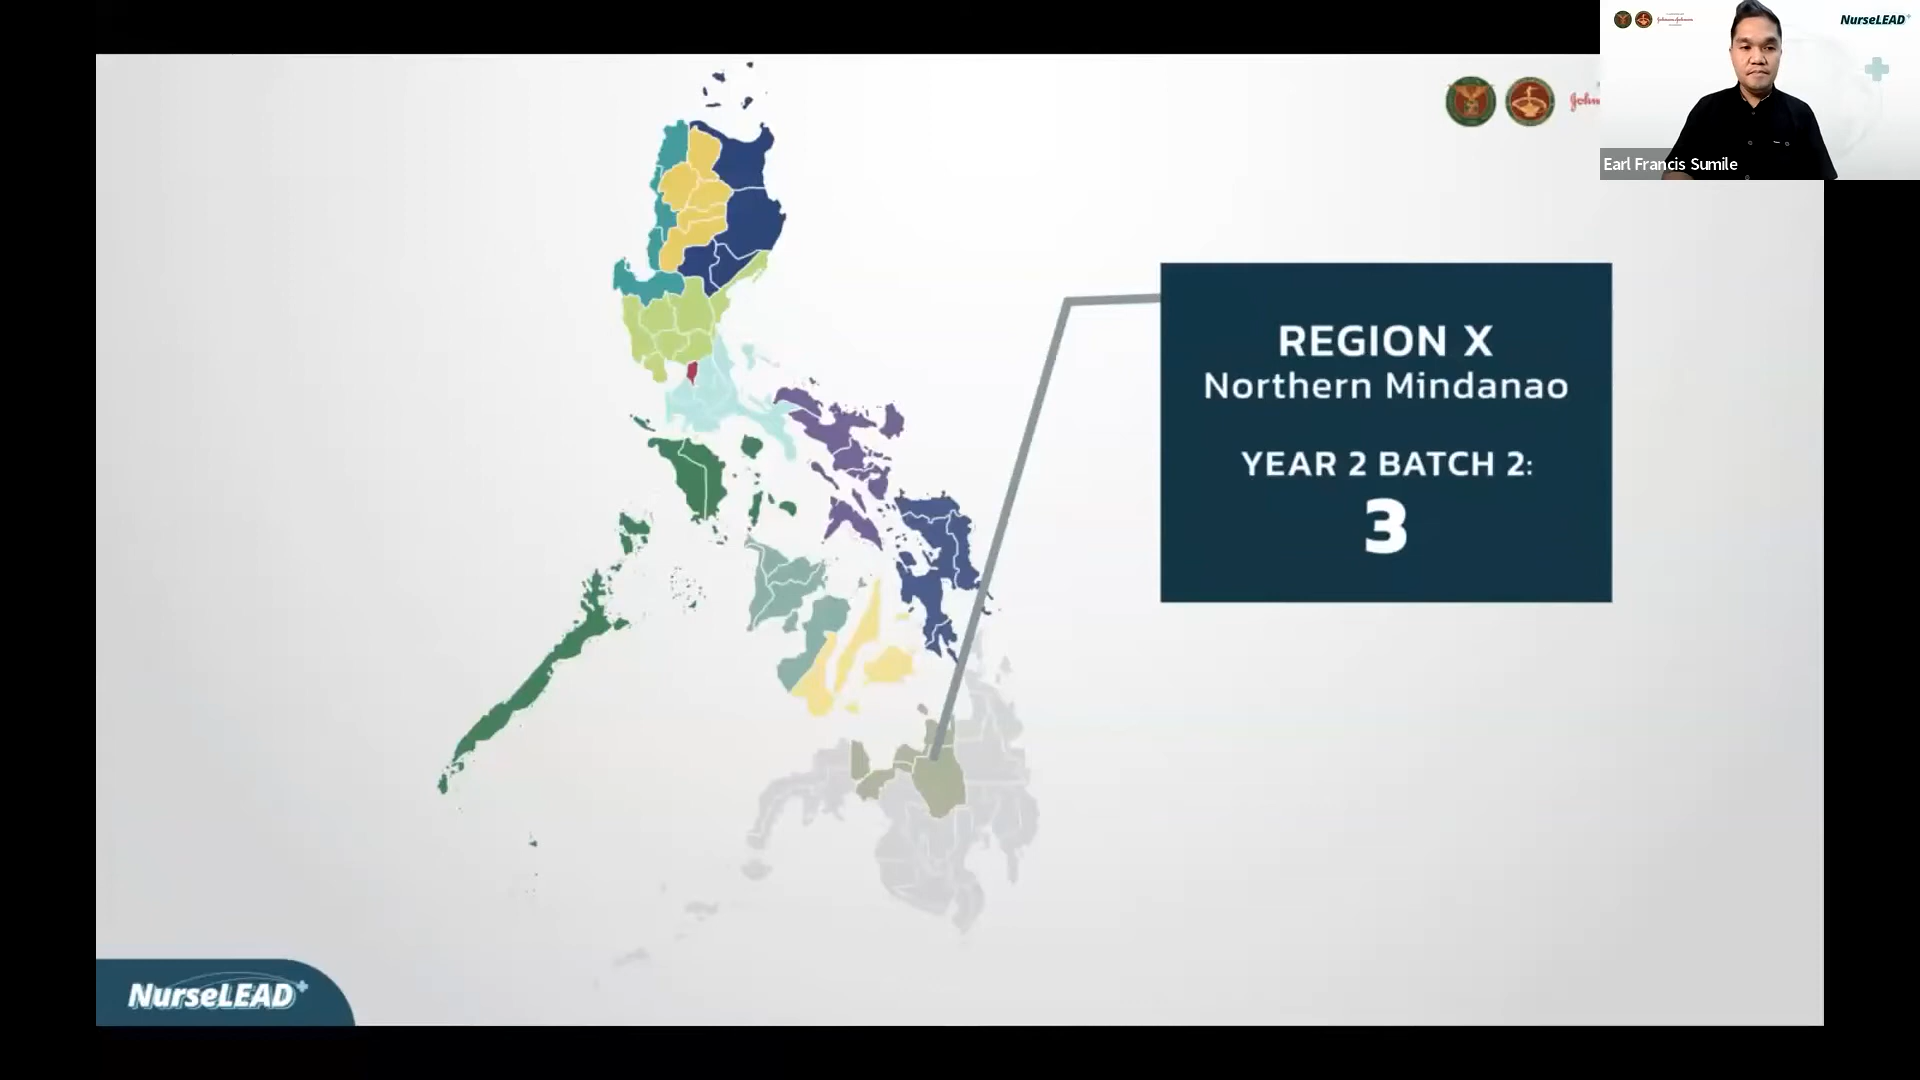 NurseLEAD+
Earl Francis Sumile
REGION X
Northern Mindanao
YEAR 2 BATCH 2:
3
NurseLEAD+